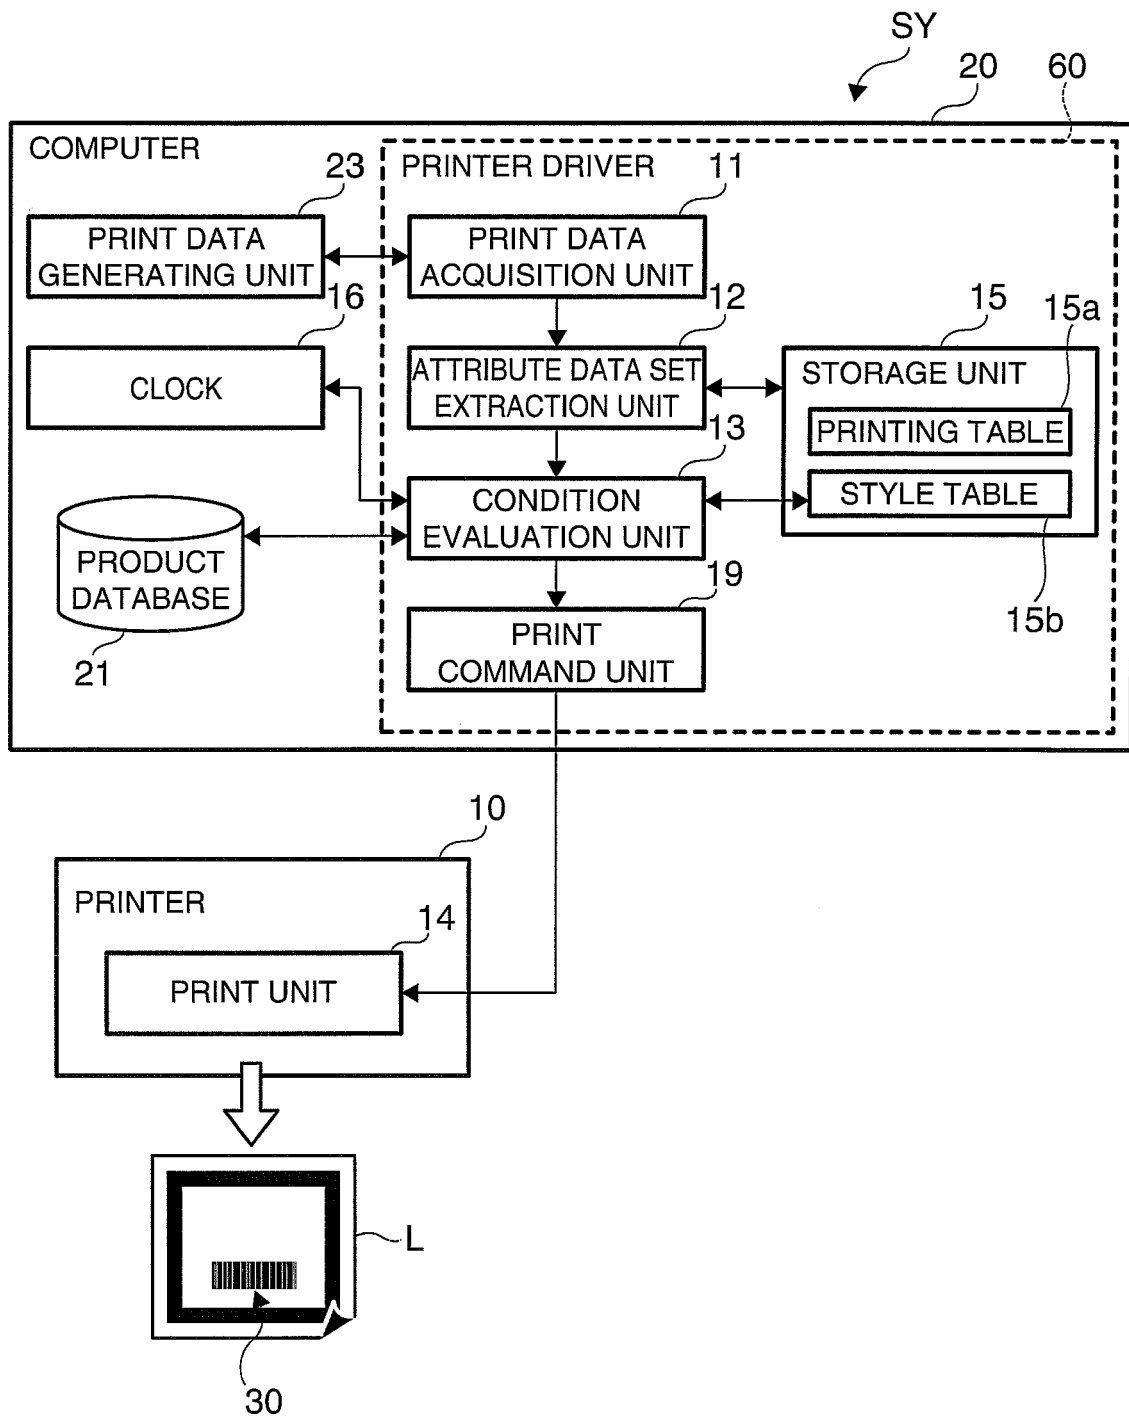 SY
20
60
COMPUTER
PRINTER DRIVER
23
11
PRINT DATA
GENERATING UNIT
PRINT DATA
ACQUISITION UNIT
16
12
15
15a
CLOCK
ATTRIBUTE DATA SET
EXTRACTION UNIT
STORAGE UNIT
PRINTING TABLE
13
STYLE TABLE
CONDITION
EVALUATION UNIT
PRODUCT
DATABASE
19
15b
21
PRINT
COMMAND UNIT
10
PRINTER
14
PRINT UNIT
L
30